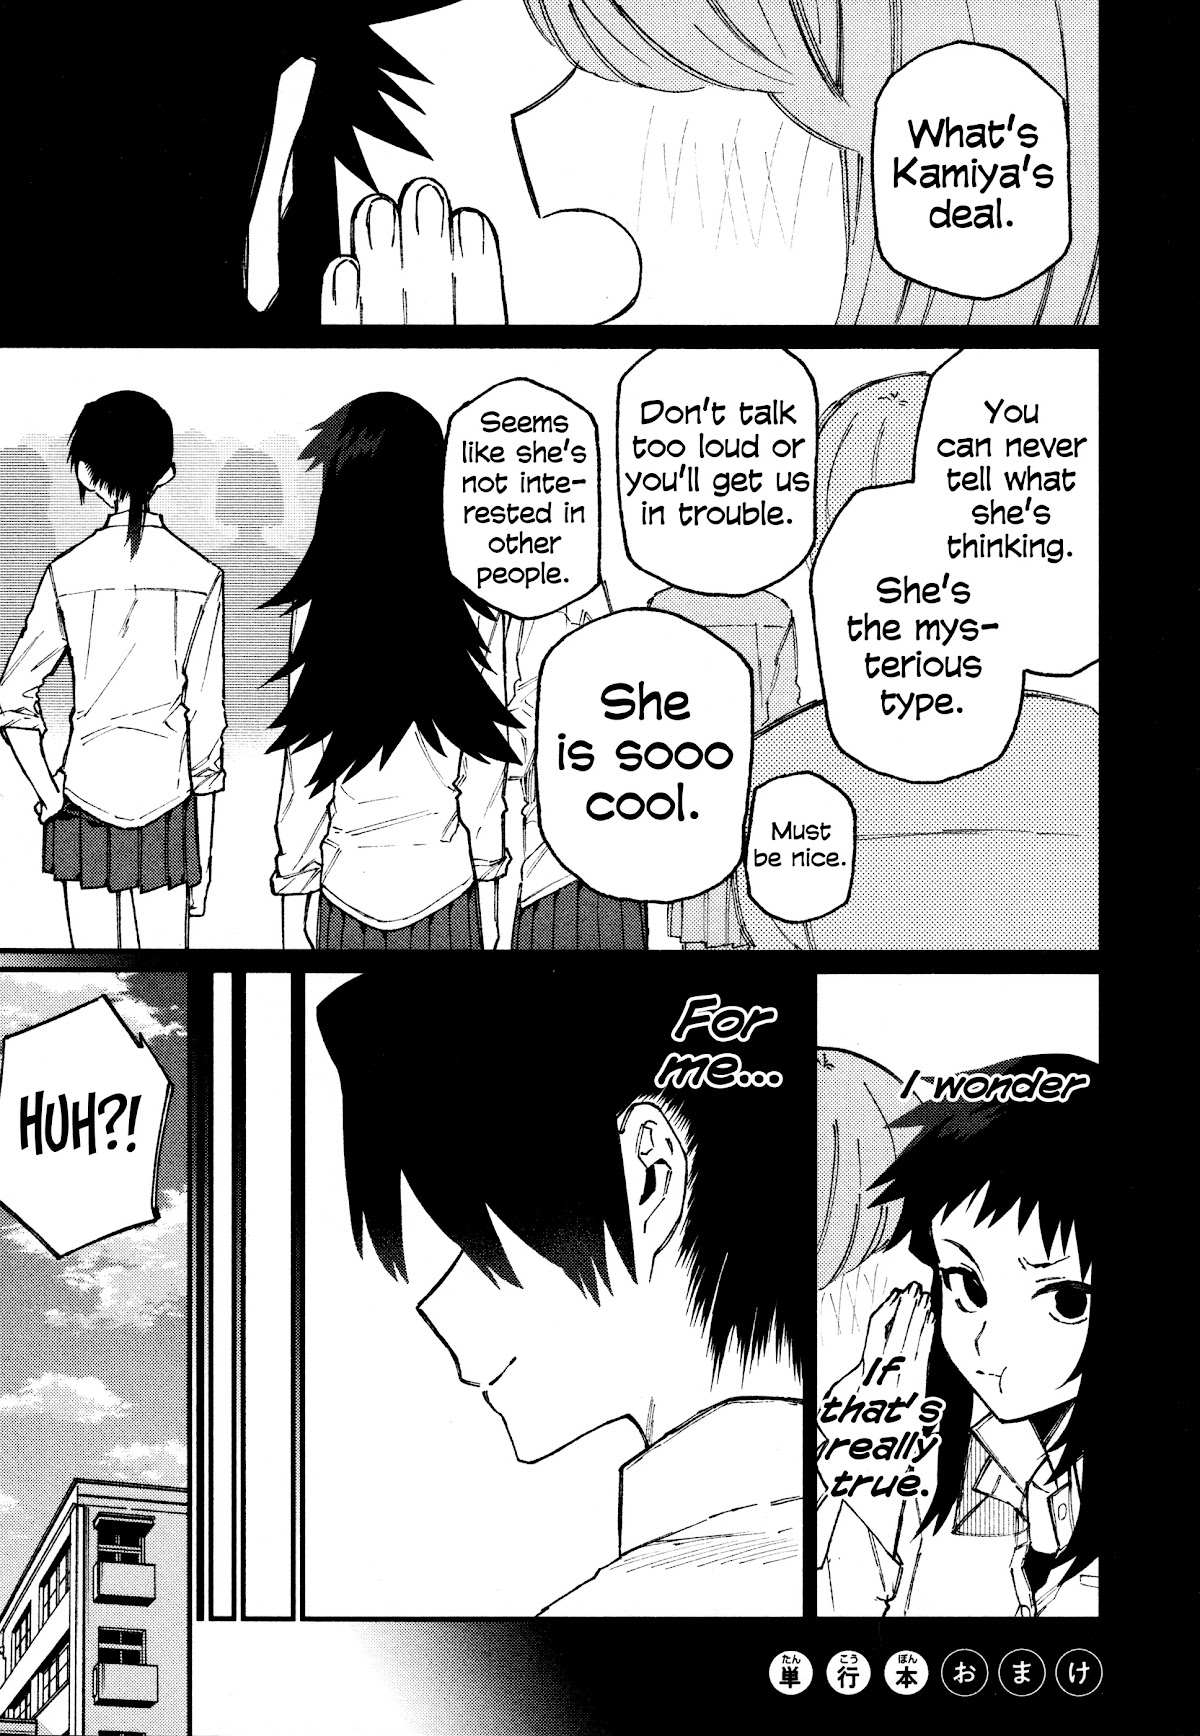 What's
Kamiya's
deal.
You
can never
tell what
she's
thinking.
She's
the mys-
terious
type.
Don't talk
too loud or
you'll get us
in trouble.
Seems
like she's
not inte-
rested in
other
people.
She
is sooo
cool.
Must
be nice.
I wonder
If
that's
really
true.
For
me...
HUH?!
たん こう ぼん
単行本おまけ